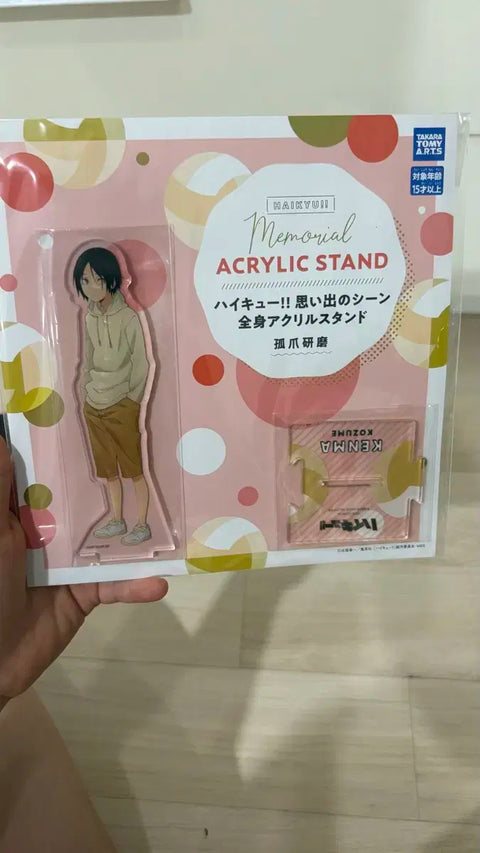 TAKARA
TOMY
A.R.T.S
対象年齢
15才以上
HAIKYU!!
Memorial
ACRYLIC STAND
ハイキュー!! 思い出のシーン
全身アクリルスタンド
孤爪研磨
KENMA
KOZUME
ハイキュー!!